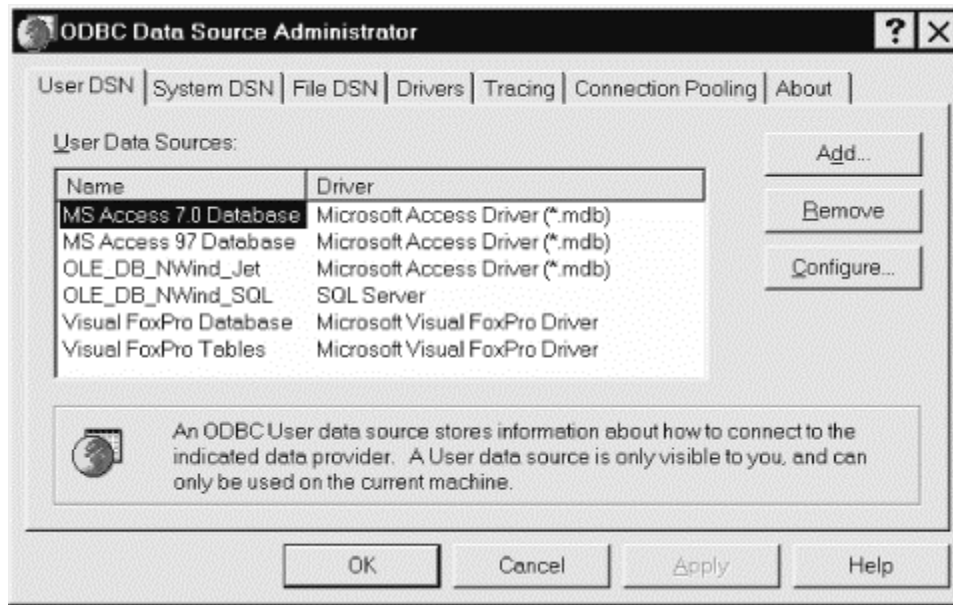 ODBC Data Source Administrator
User DSN System DSN File DSN Drivers Tracing Connection Pooling About
User Data Sources:
Add...
Name Driver
MS Access 7.0 Database Microsoft Access Driver (*.mdb)
Remove
MS Access 97 Database Microsoft Access Driver (*.mdb)
OLE_DB_NWind_Jet Microsoft Access Driver (*.mdb)
Configure...
OLE_DB_NWind_SQL SQL Server
Visual FoxPro Database Microsoft Visual FoxPro Driver
Visual FoxPro Tables Microsoft Visual FoxPro Driver
An ODBC User data source stores information about how to connect to the
indicated data provider. A User data source is only visible to you, and can
only be used on the current machine.
OK Cancel Apply Help